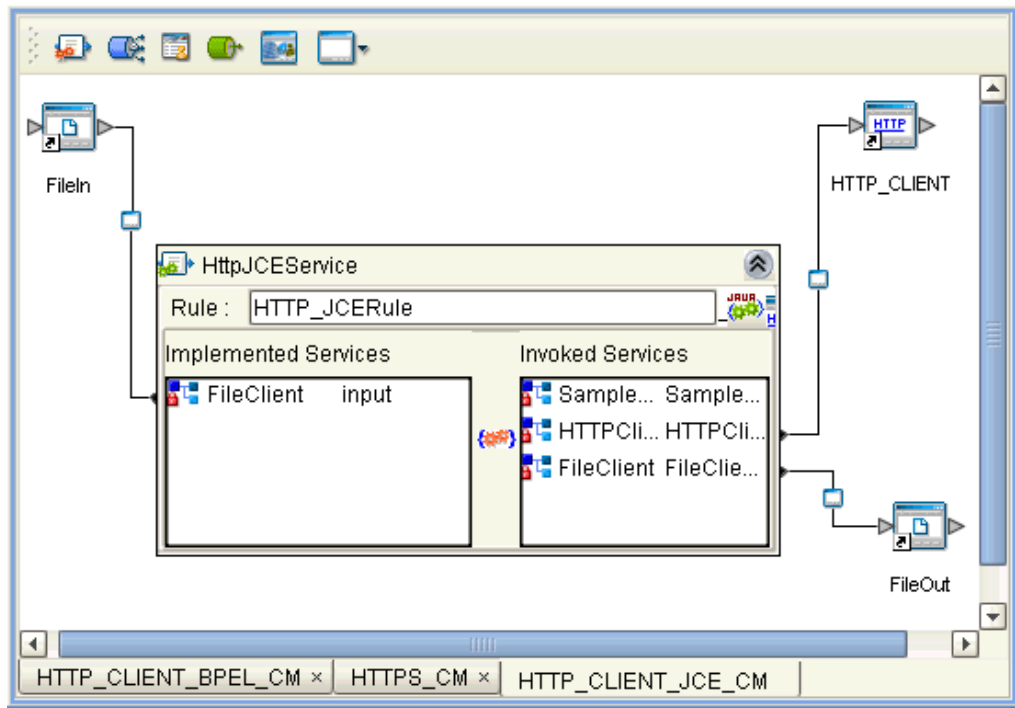 FileIn
HTTP
HTTP_CLIENT
HttpJCEService
Rule : HTTP_JCERule
JAVA
H
Implemented Services
Invoked Services
FileClient input
Sample... Sample...
HTTPCli... HTTPCli...
FileClient FileClie...
FileOut
HTTP_CLIENT_BPEL_CM × HTTPS_CM × HTTP_CLIENT_JCE_CM